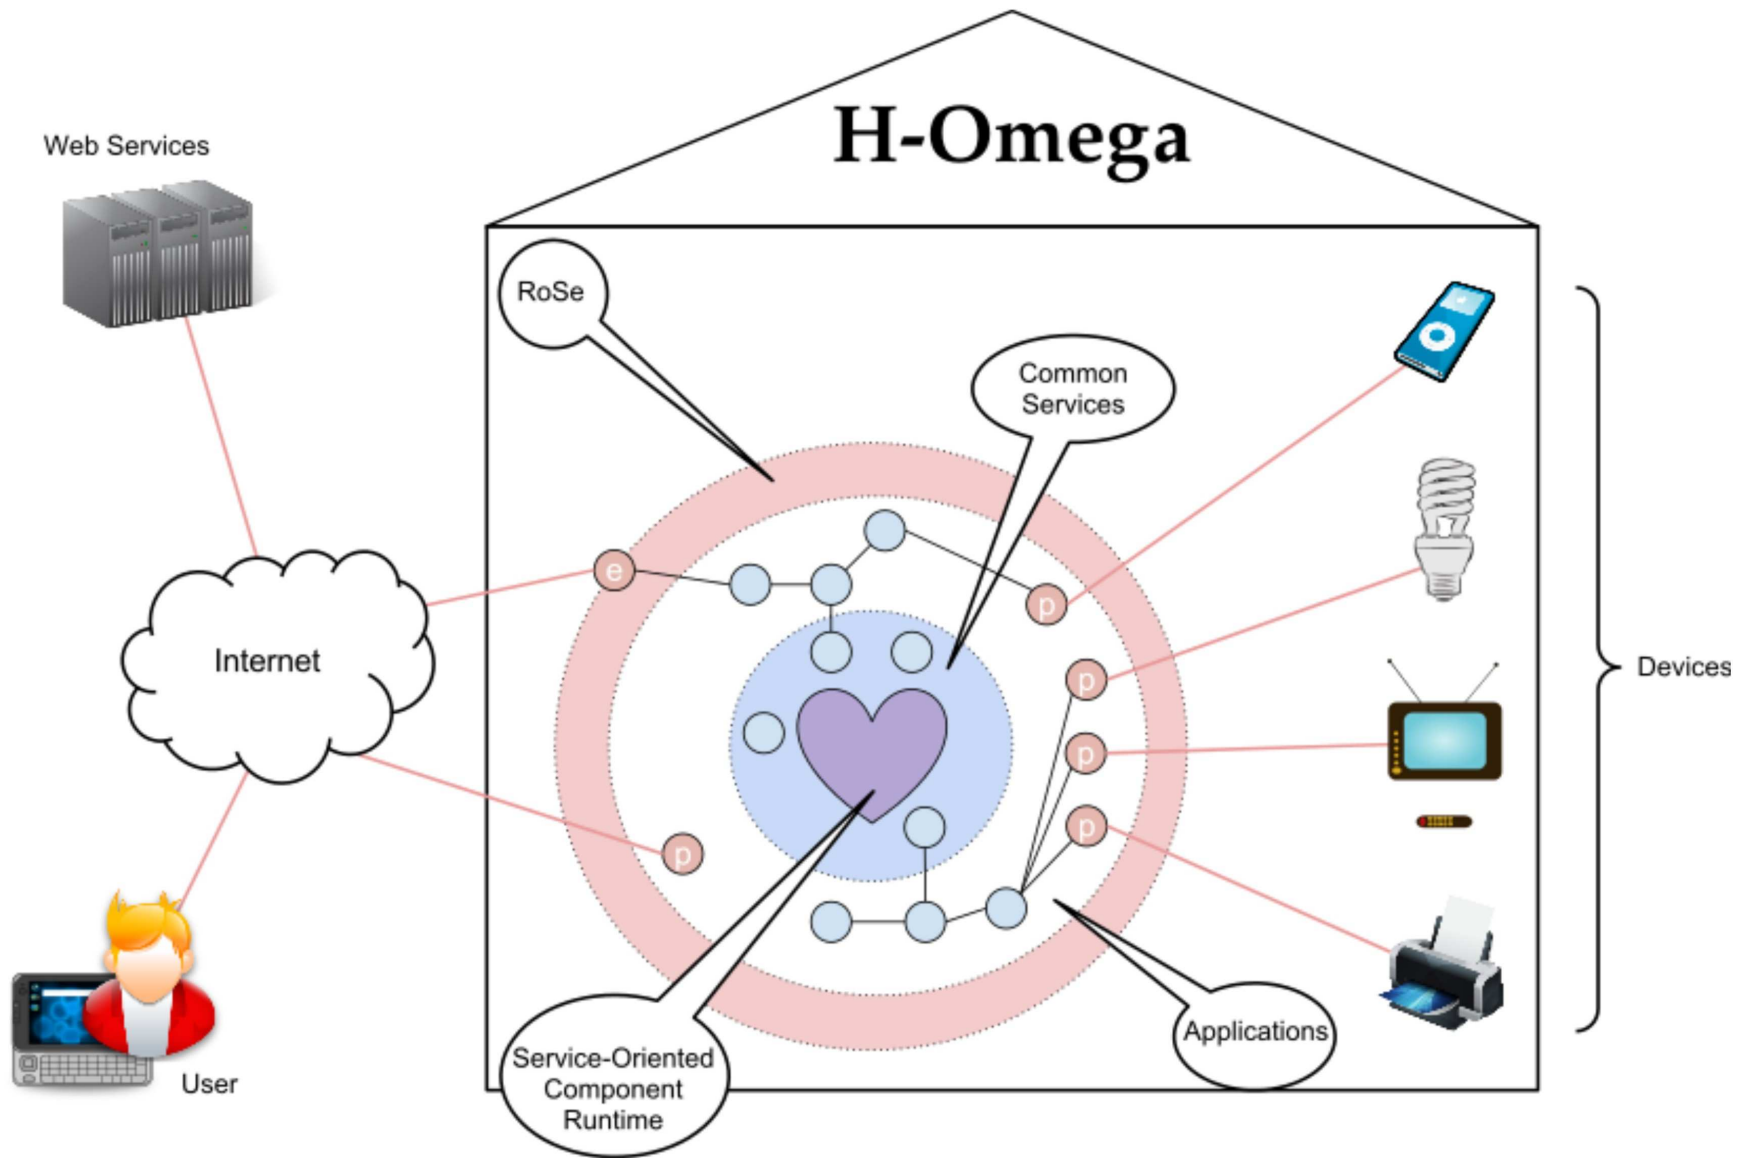 H-Omega
Web Services
RoSe
Common
Services
e
p
Internet
p
p
p
p
Devices
Applications
Service-Oriented
Component
Runtime
User